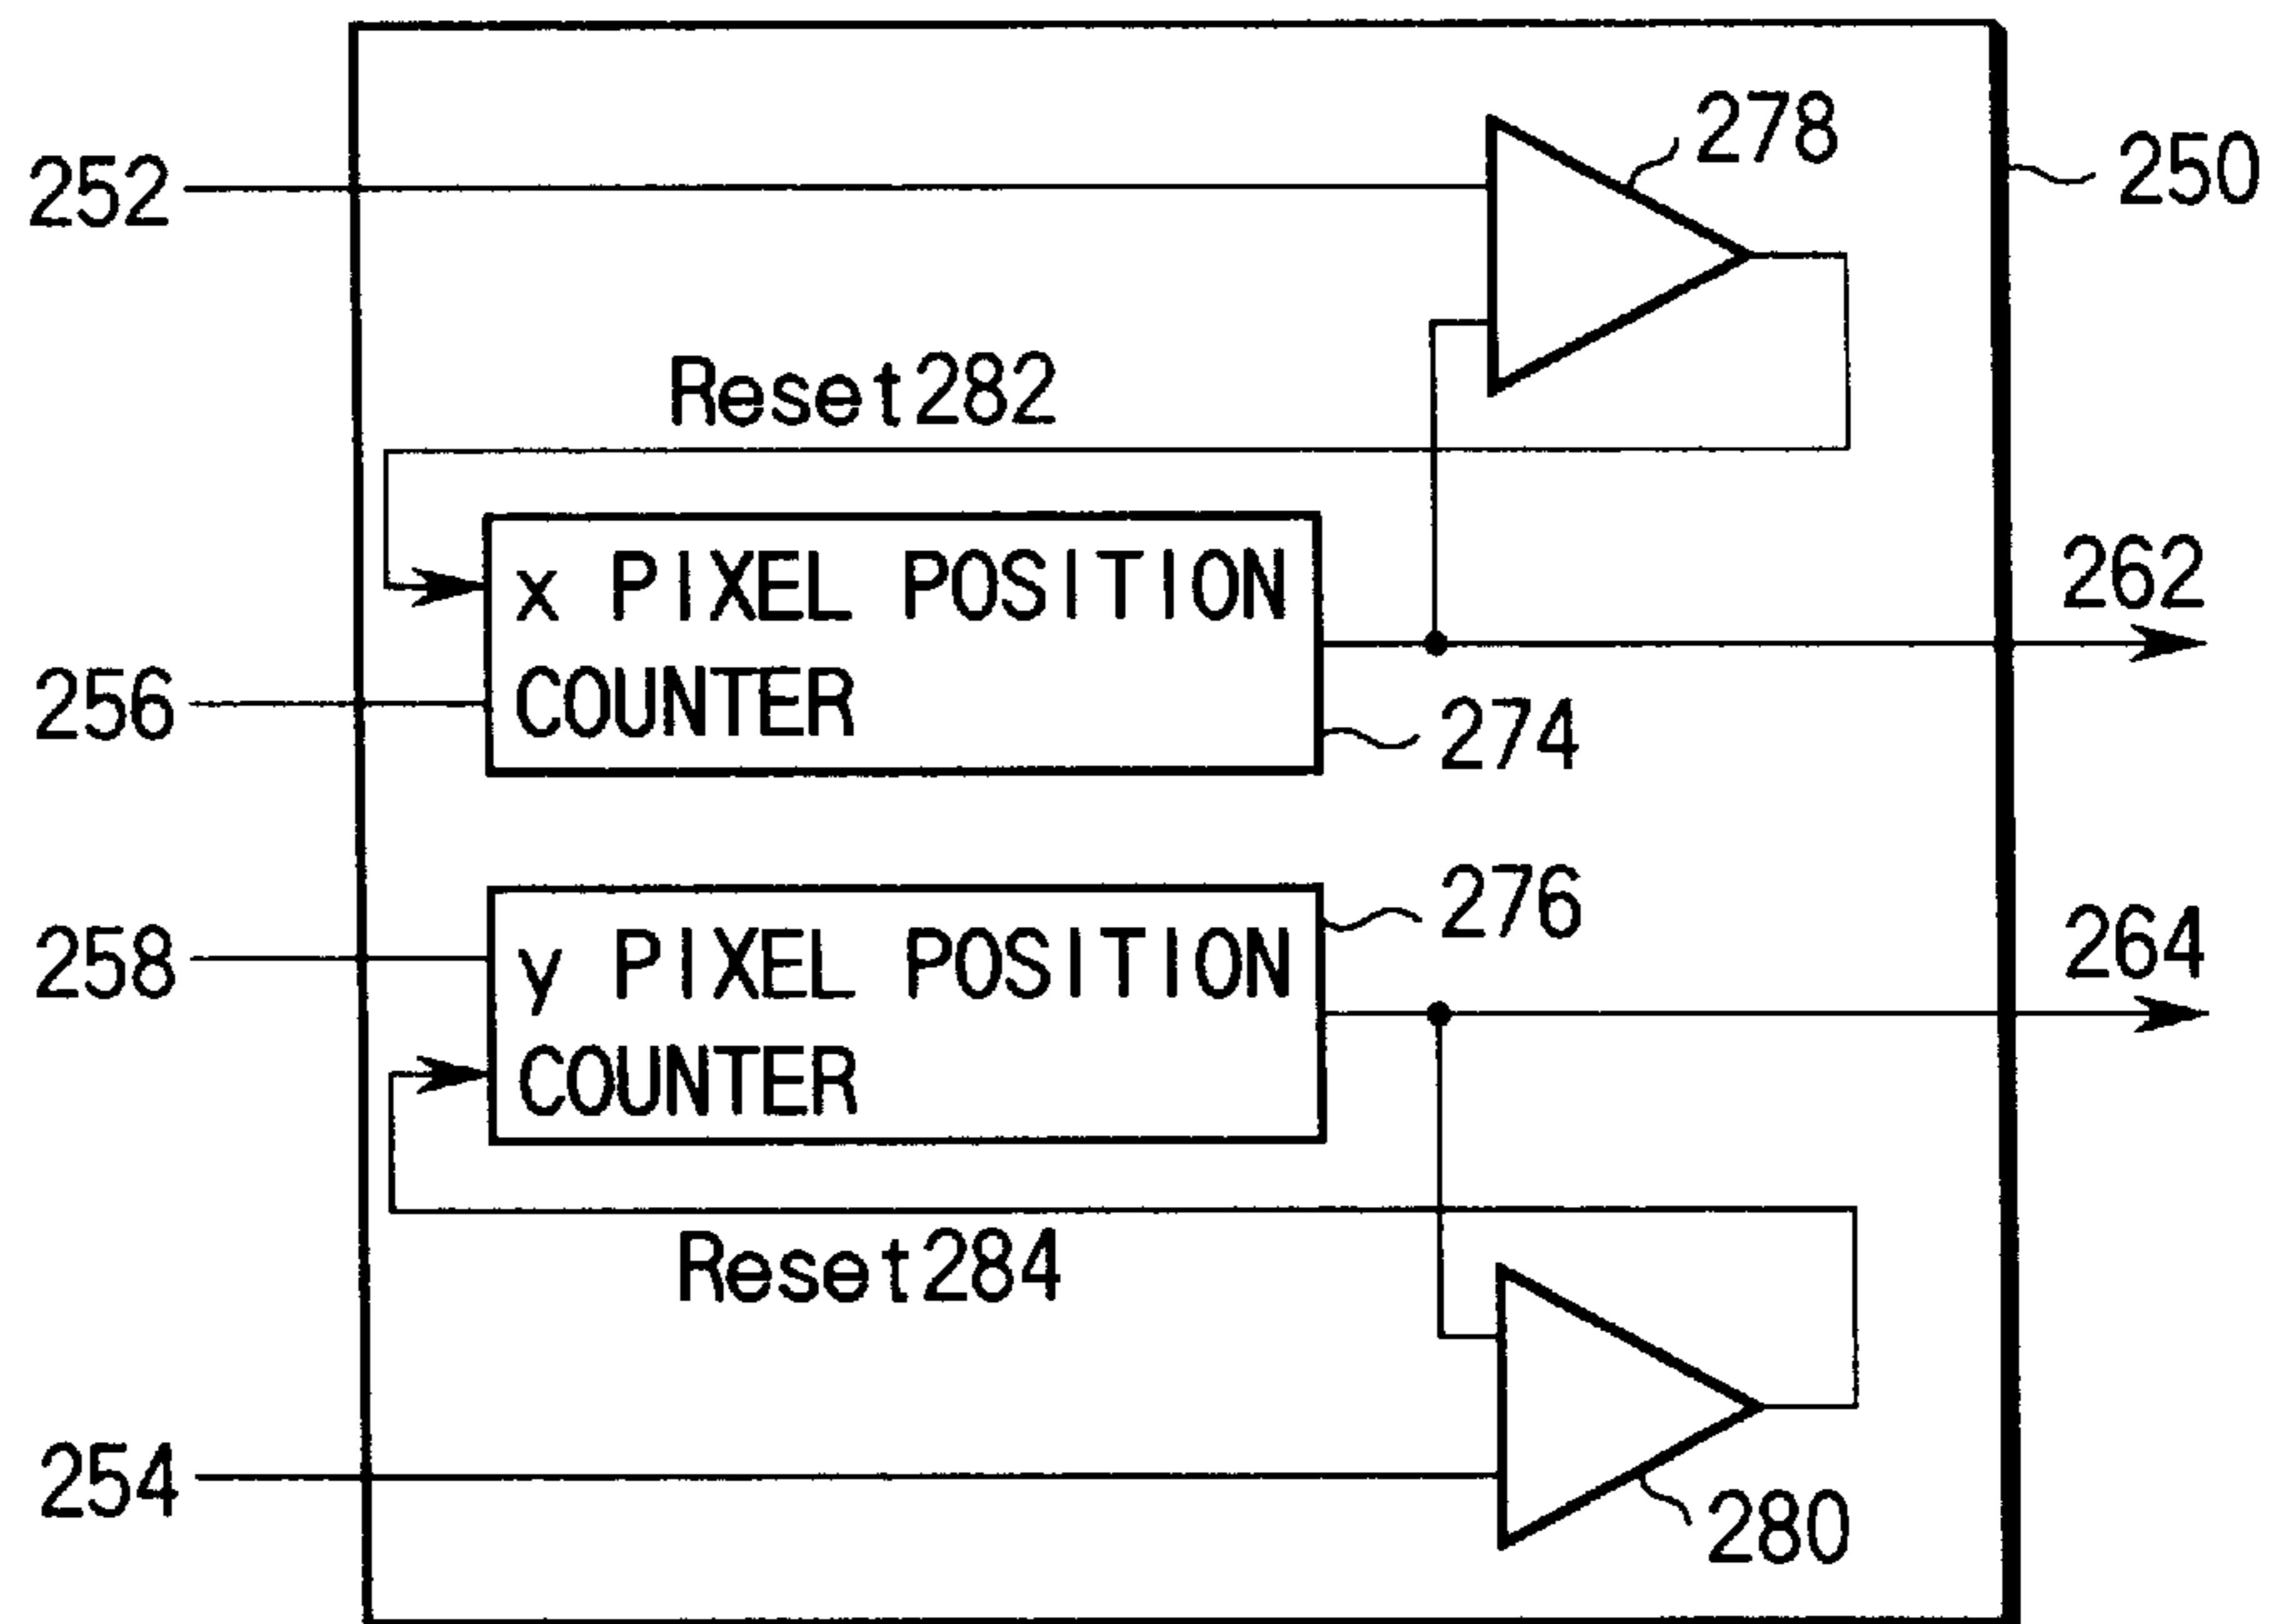 278
250
252
Reset282
262
x PIXEL POSITION
COUNTER
256
274
276
264
258
y PIXEL POSITION
COUNTER
Reset284
254
280